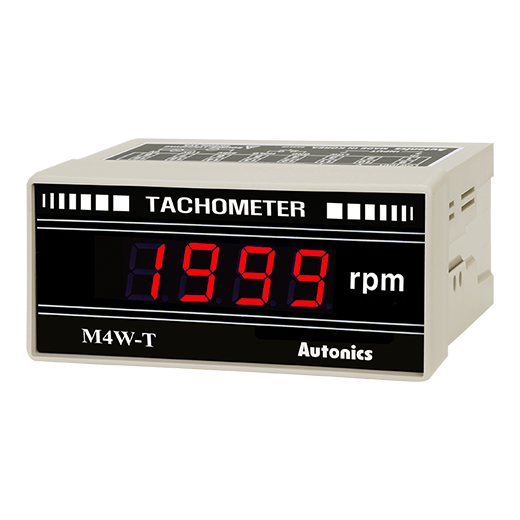 TACHOMETER
1999 rpm
M4W-T
Autonics